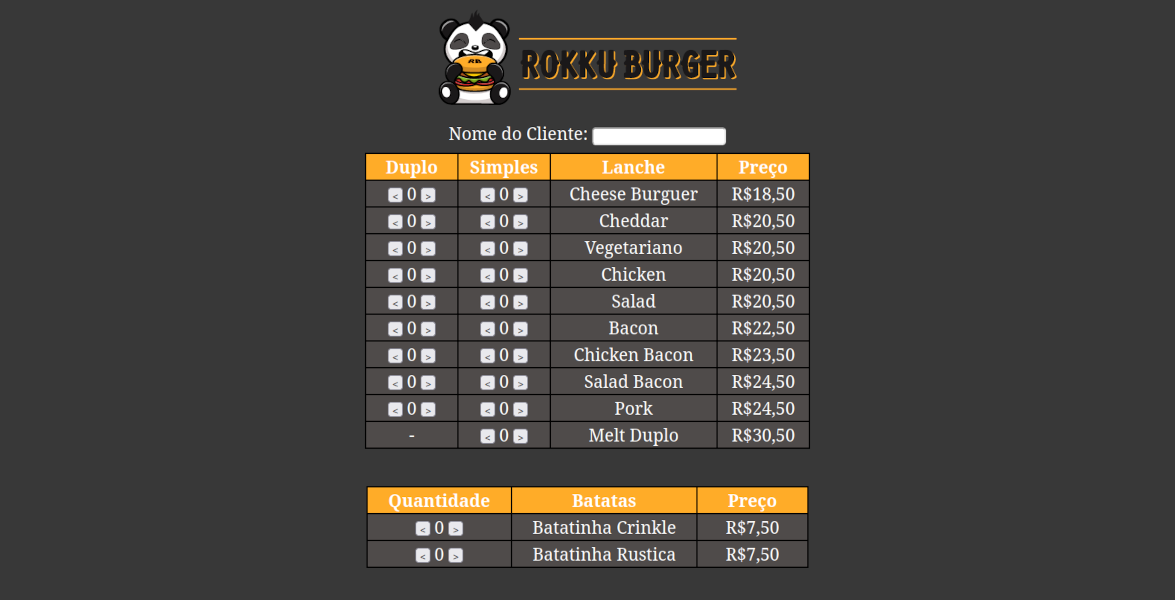 RB
ROKKU BURGER
Nome do Cliente:
Duplo Simples Lanche Preço
< 0 > < 0 > Cheese Burguer R$18,50
< 0 > < 0 > Cheddar R$20,50
< 0 > < 0 > Vegetariano R$20,50
< 0 > < 0 > Chicken R$20,50
< 0 > < 0 > Salad R$20,50
< 0 > < 0 > Bacon R$22,50
< 0 > < 0 > Chicken Bacon R$23,50
< 0 > < 0 > Salad Bacon R$24,50
< 0 > < 0 > Pork R$24,50
- < 0 > Melt Duplo R$30,50
Quantidade Batatas Preço
< 0 > Batatinha Crinkle R$7,50
< 0 > Batatinha Rustica R$7,50